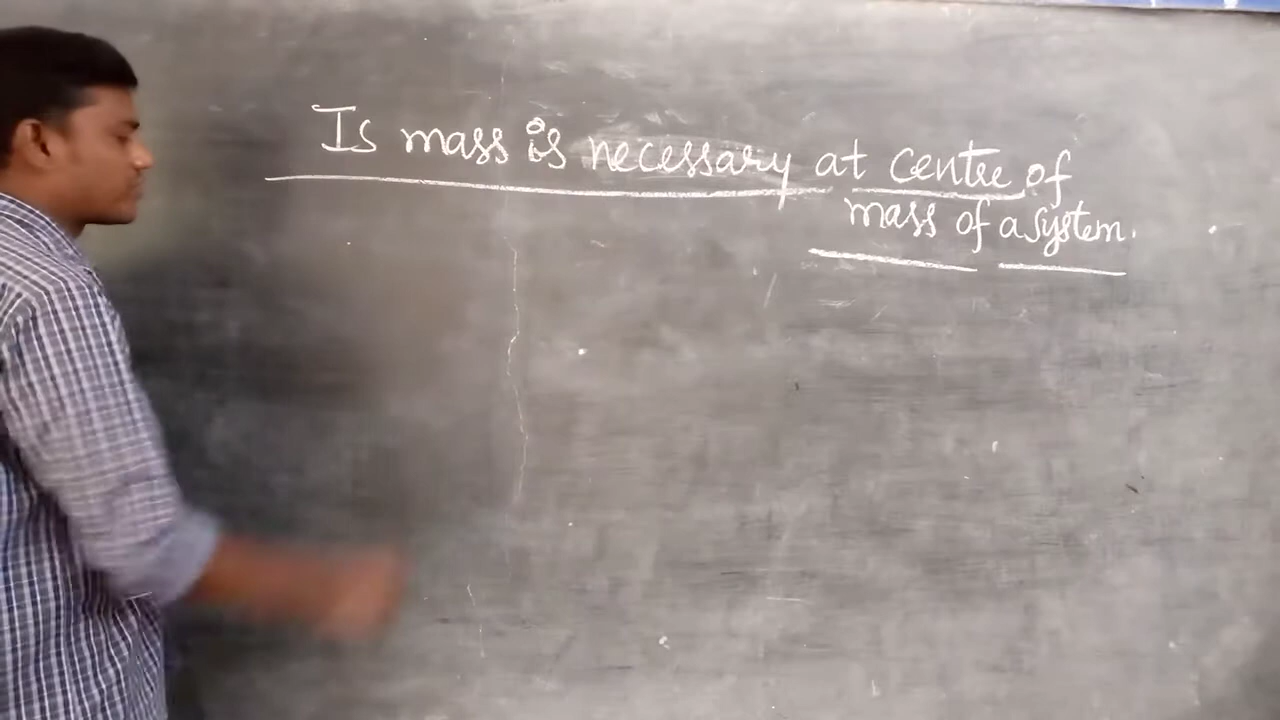 Is mass is necessary at centre of
mass of a system.